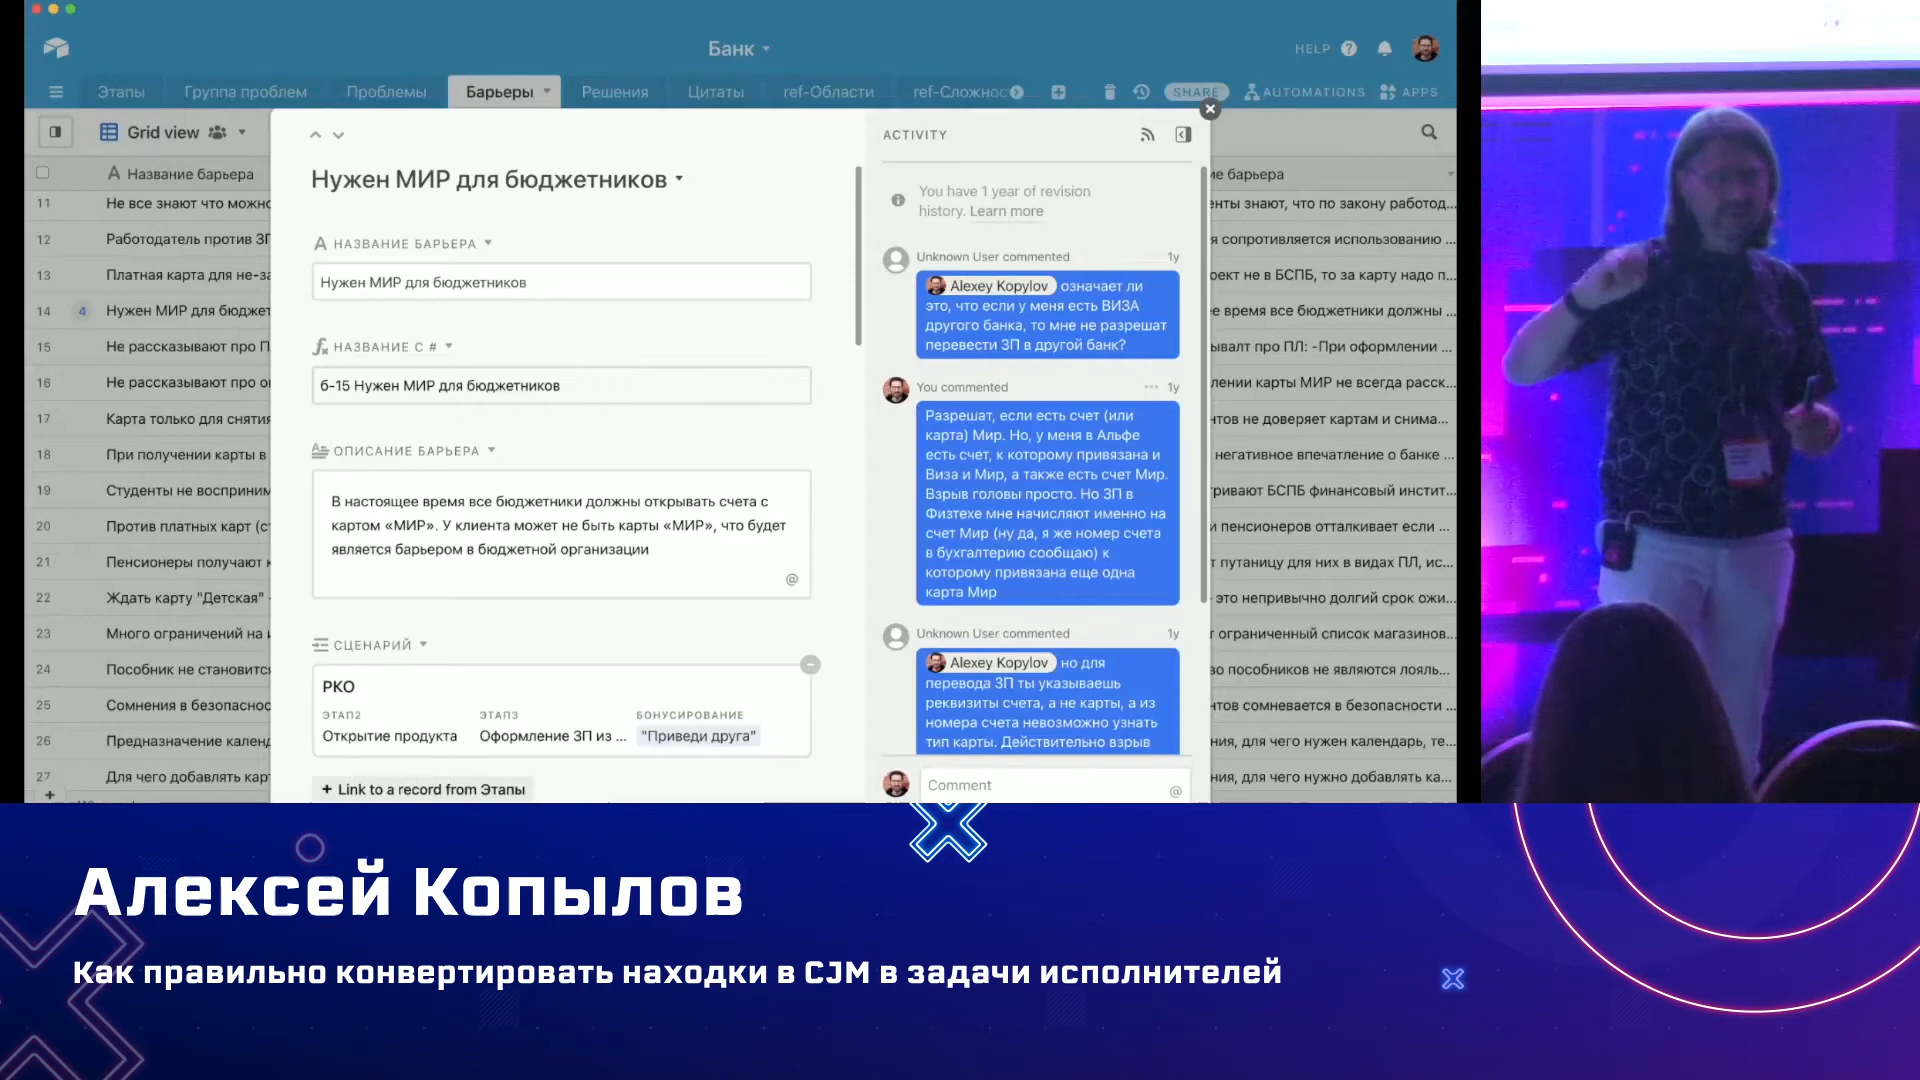 Банк
HELP
Этапы
Группа проблем
Проблемы
Барьеры
Решения
Цитаты
ref-Области
ref-Сложнос
SHARE
AUTOMATIONS
APPS
Grid view
Название барьера
11 Не все знают что можно
12 Работодатель против ЗП
13 Платная карта для не-за
14 4 Нужен МИР для бюджет
15 Не рассказывают про П
16 Не рассказывают про о
17 Карта только для снятия
18 При получении карты в
19 Студенты не восприним
20 Против платных карт (ст
21 Пенсионеры получают к
22 Ждать карту "Детская"
23 Много ограничений на
24 Пособник не становится
25 Сомнения в безопаснос
26 Предназначение календ
27 Для чего добавлять кар
Нужен МИР для бюджетников
НАЗВАНИЕ БАРЬЕРА
Нужен МИР для бюджетников
НАЗВАНИЕ С #
б-15 Нужен МИР для бюджетников
ОПИСАНИЕ БАРЬЕРА
В настоящее время все бюджетники должны открывать счета с
картом «МИР». У клиента может не быть карты «МИР», что будет
является барьером в бюджетной организации
@
СЦЕНАРИЙ
РКО
ЭТАП2 ЭТАП3 БОНУСИРОВАНИЕ
Открытие продукта Оформление ЗП из ... "Приведи друга"
+ Link to a record from Этапы
ACTIVITY
You have 1 year of revision
history. Learn more
Unknown User commented 1y
Alexey Kopylov означает ли
это, что если у меня есть ВИЗА
другого банка, то мне не разрешат
перевести ЗП в другой банк?
You commented ... 1y
Разрешат, если есть счет (или
карта) Мир. Но, у меня в Альфе
есть счет, к которому привязана и
Виза и Мир, а также есть счет Мир.
Взрыв головы просто. Но ЗП в
Физтехе мне начисляют именно на
счет Мир (ну да, я же номер счета
в бухгалтерию сообщаю) к
которому привязана еще одна
карта Мир
Unknown User commented 1y
Alexey Kopylov но для
перевода ЗП ты указываешь
реквизиты счета, а не карты, а из
номера счета невозможно узнать
тип карты. Действительно взрыв
Comment
@
ие барьера
енты знают, что по закону работод...
я сопротивляется использованию ...
оект не в БСПБ, то за карту надо п...
е время все бюджетники должны ...
ывалт про ПЛ: -При оформлении ...
лении карты МИР не всегда расск...
нтов не доверяет картам и снима...
негативное впечатление о банке ...
тривают БСПБ финансовый инстит...
и пенсионеров отталкивает если ...
т путаницу для них в видах ПЛ, ис...
это непривычно долгий срок ожи...
т ограниченный список магазинов...
во пособников не являются лояль...
нтов сомневается в безопасности ...
ния, для чего нужен календарь, те...
ния, для чего нужно добавлять ка...
Алексей Копылов
Как правильно конвертировать находки в CJM в задачи исполнителей